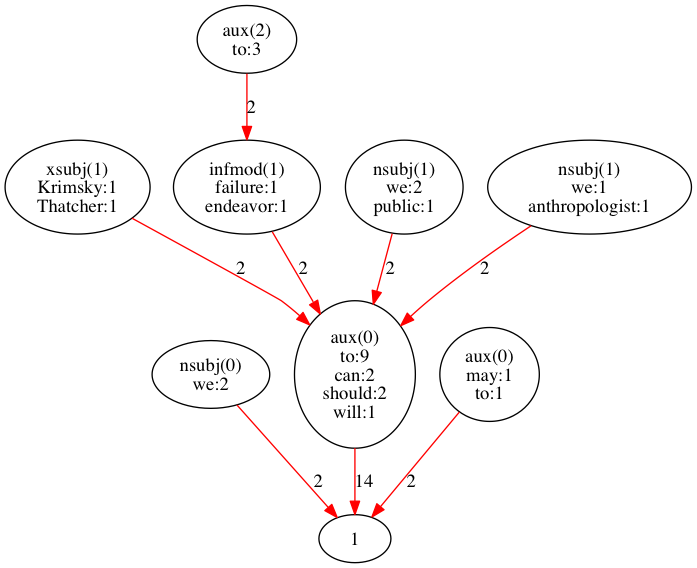 aux(2)
to:3
2
xsubj(1)
Krimsky:1
Thatcher:1
infmod(1)
failure:1
endeavor:1
nsubj(1)
we:2
public:1
nsubj(1)
we:1
anthropologist:1
2
2
2
2
nsubj(0)
we:2
aux(0)
to:9
can:2
should:2
will:1
aux(0)
may:1
to:1
2
14
2
1